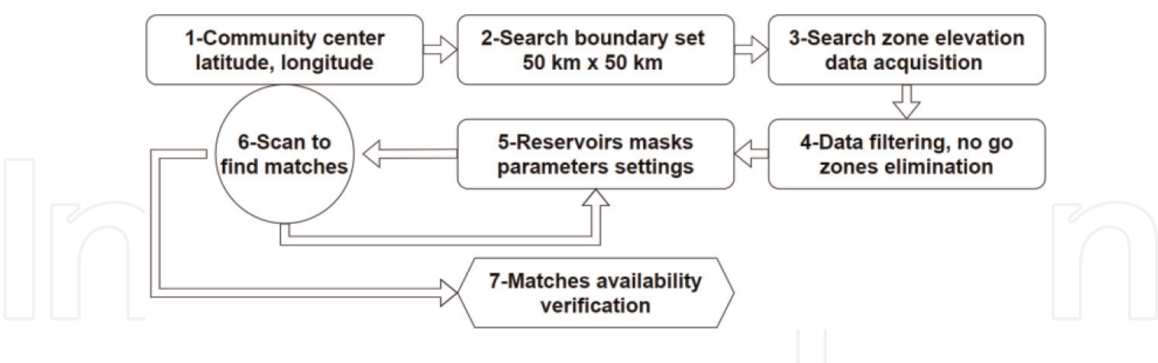 1-Community center
latitude, longitude
2-Search boundary set
50 km x 50 km
3-Search zone elevation
data acquisition
4-Data filtering, no go
zones elimination
5-Reservoirs masks
parameters settings
6-Scan to
find matches
7-Matches availability
verification